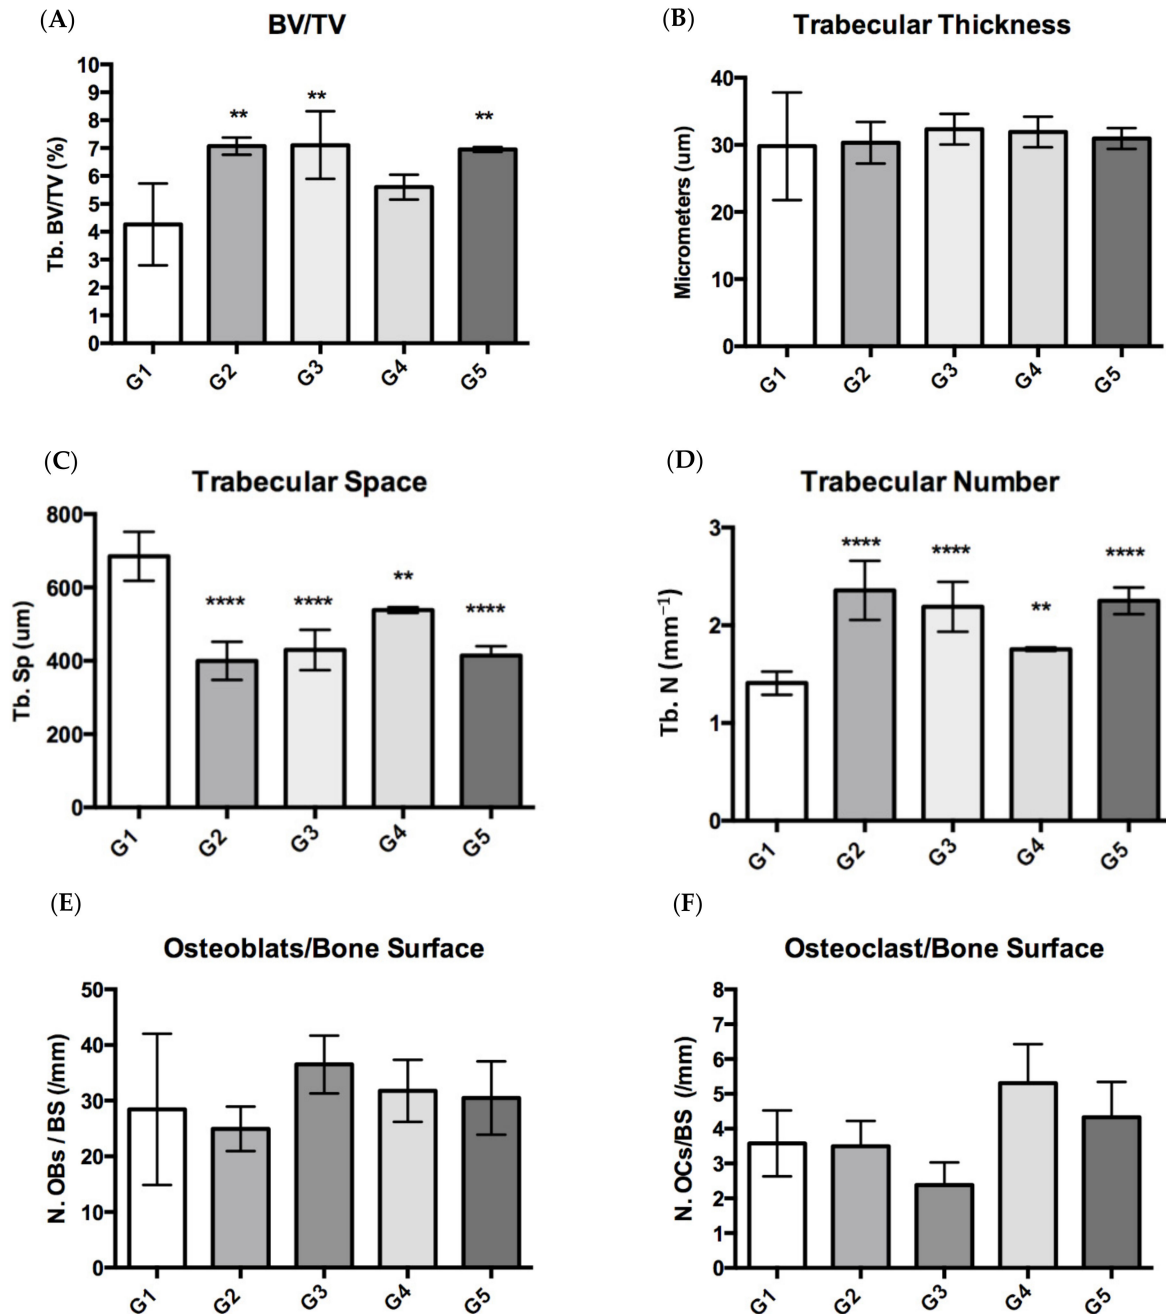 (A)
BV/TV
Tb. BV/TV (%)
10
9
8
7
6
5
4
3
2
1
0
**
**
**
G1
G2
G3
G4
G5
(B)
Trabecular Thickness
Micrometers (um)
40
30
20
10
0
G1
G2
G3
G4
G5
(C)
Trabecular Space
Tb. Sp (um)
800
600
400
200
0
****
****
**
****
G1
G2
G3
G4
G5
(D)
Trabecular Number
Tb. N (mm⁻¹)
3
2
1
0
****
****
**
****
G1
G2
G3
G4
G5
(E)
Osteoblats/Bone Surface
N. OBs / BS (/mm)
50
40
30
20
10
0
G1
G2
G3
G4
G5
(F)
Osteoclast/Bone Surface
N. OCs/BS (/mm)
8
7
6
5
4
3
2
1
0
G1
G2
G3
G4
G5